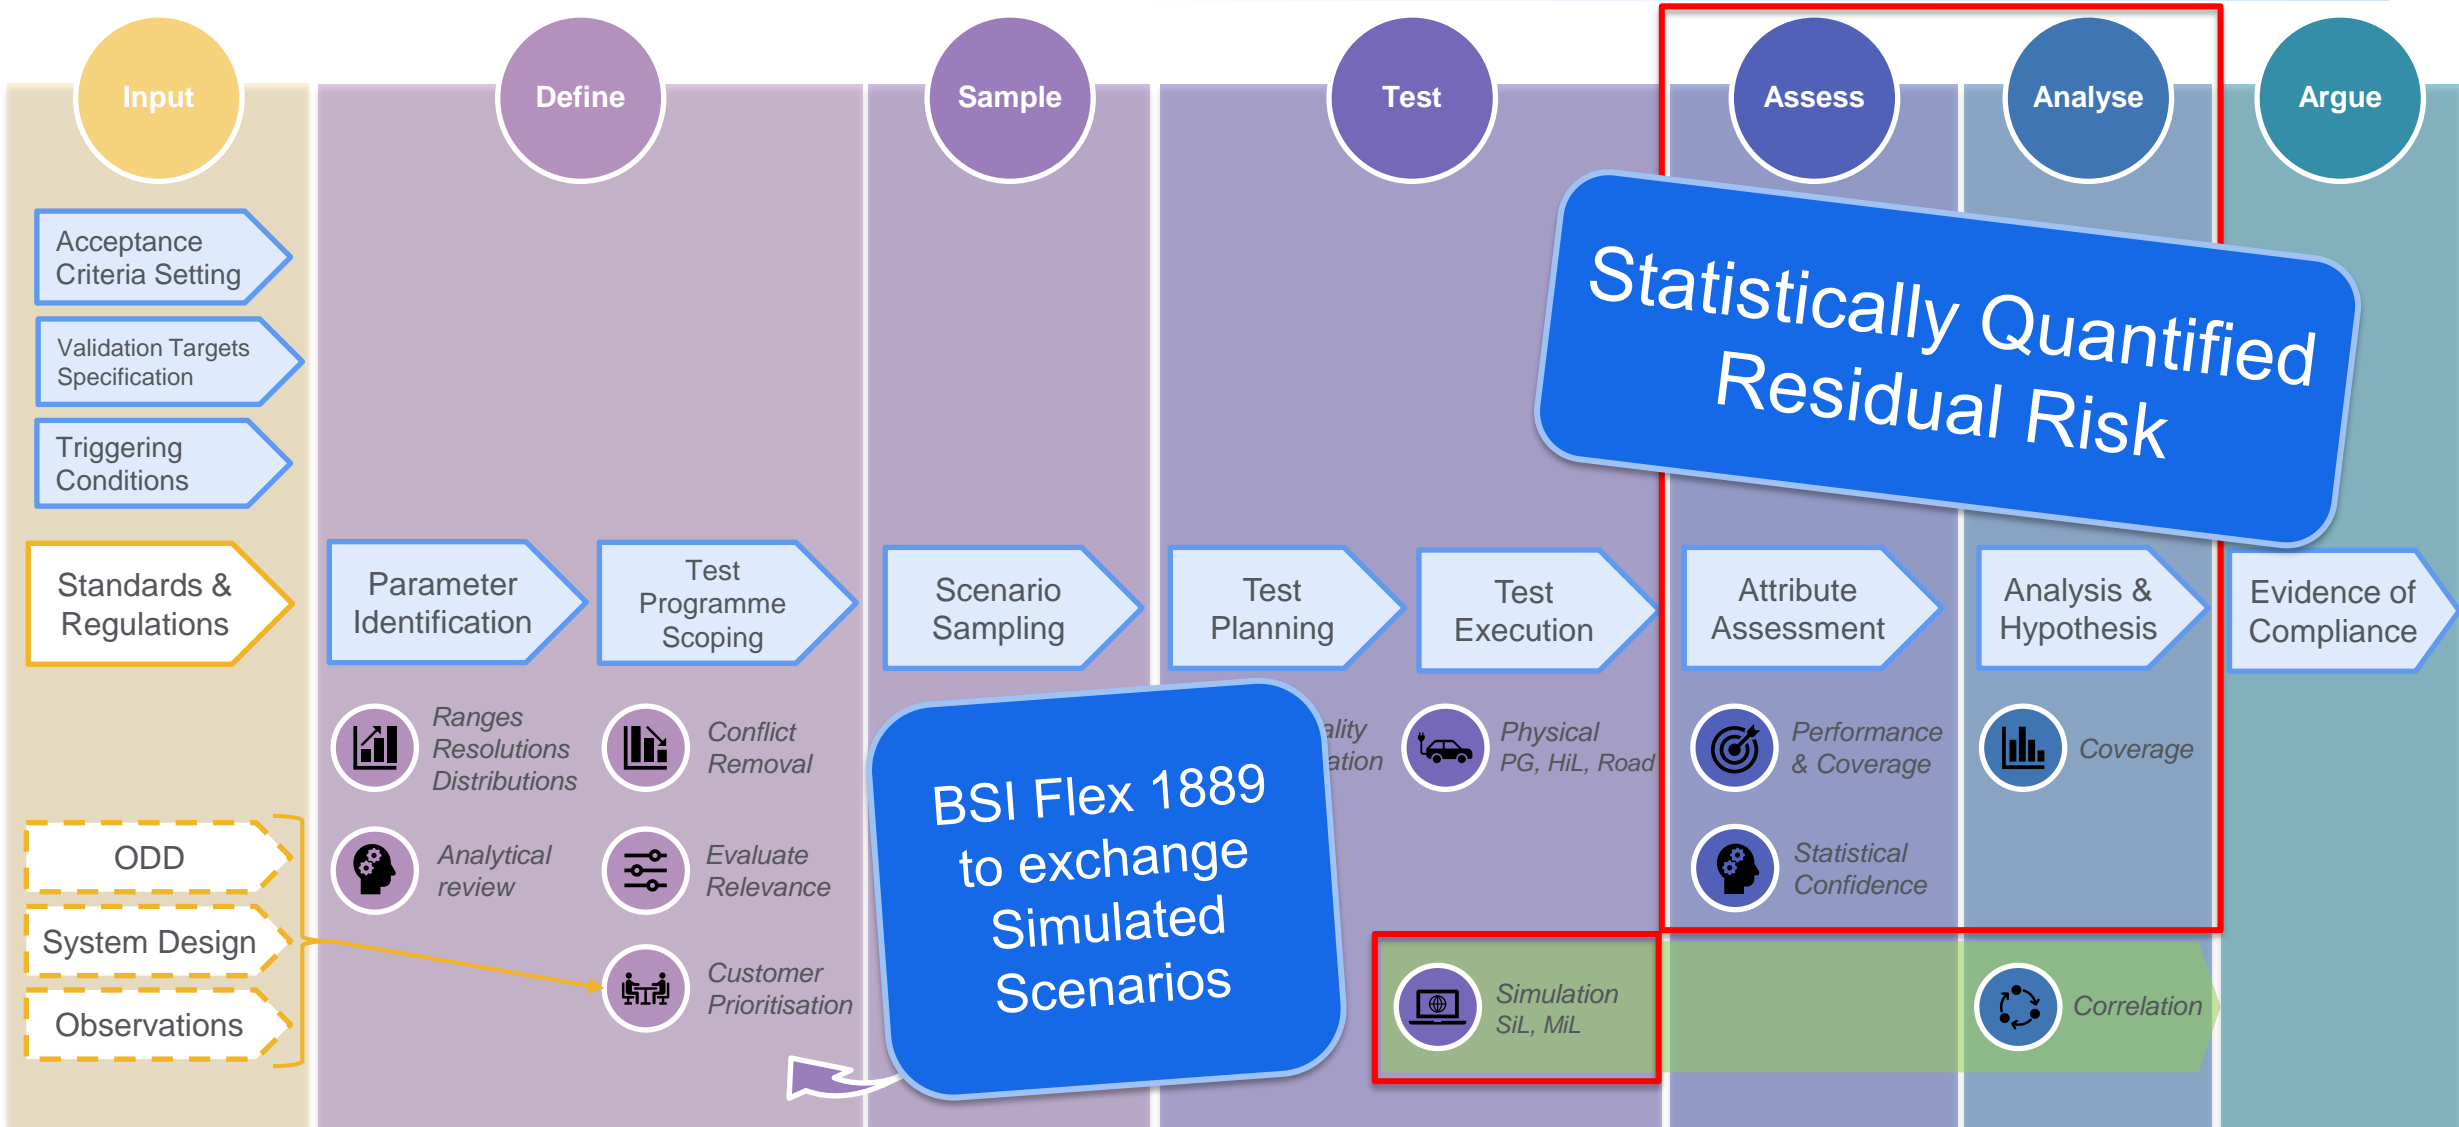 Input
Define
Sample
Test
Assess
Analyse
Argue
Acceptance
Criteria Setting
Validation Targets
Specification
Triggering
Conditions
Statistically Quantified
Residual Risk
Standards &
Regulations
Parameter
Identification
Test
Programme
Scoping
Scenario
Sampling
Test
Planning
Test
Execution
Attribute
Assessment
Analysis &
Hypothesis
Evidence of
Compliance
Ranges
Resolutions
Distributions
Conflict
Removal
Physical
PG, HiL, Road
Performance
& Coverage
Coverage
BSI Flex 1889
to exchange
Simulated
Scenarios
ODD
System Design
Observations
Analytical
review
Evaluate
Relevance
Statistical
Confidence
Customer
Prioritisation
Simulation
SiL, MiL
Correlation